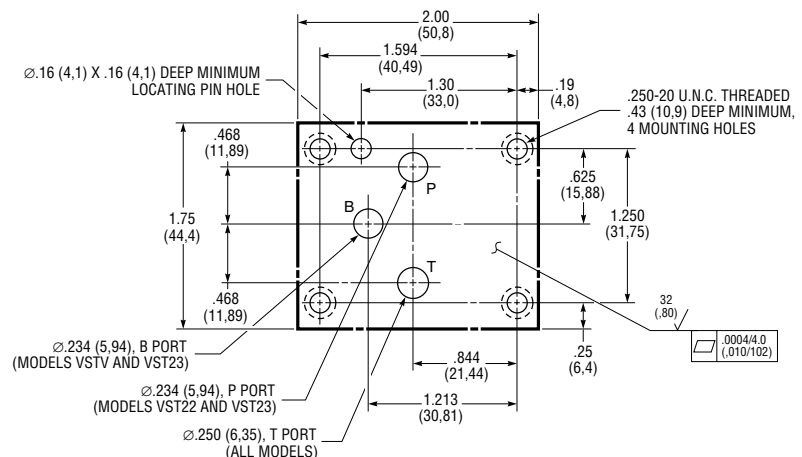 2.00
(50,8)
1.594
(40,49)
∅.16 (4,1) X .16 (4,1) DEEP MINIMUM
LOCATING PIN HOLE
1.30
(33,0)
.19
(4,8)
.250-20 U.N.C. THREADED
.43 (10,9) DEEP MINIMUM,
4 MOUNTING HOLES
.468
(11,89)
P
.625
(15,88)
1.75
(44,4)
B
1.250
(31,75)
T
.468
(11,89)
32
(,80)
.0004/4.0
(,010/102)
∅.234 (5,94), B PORT
(MODELS VSTV AND VST23)
.844
(21,44)
.25
(6,4)
∅.234 (5,94), P PORT
(MODELS VST22 AND VST23)
1.213
(30,81)
∅.250 (6,35), T PORT
(ALL MODELS)